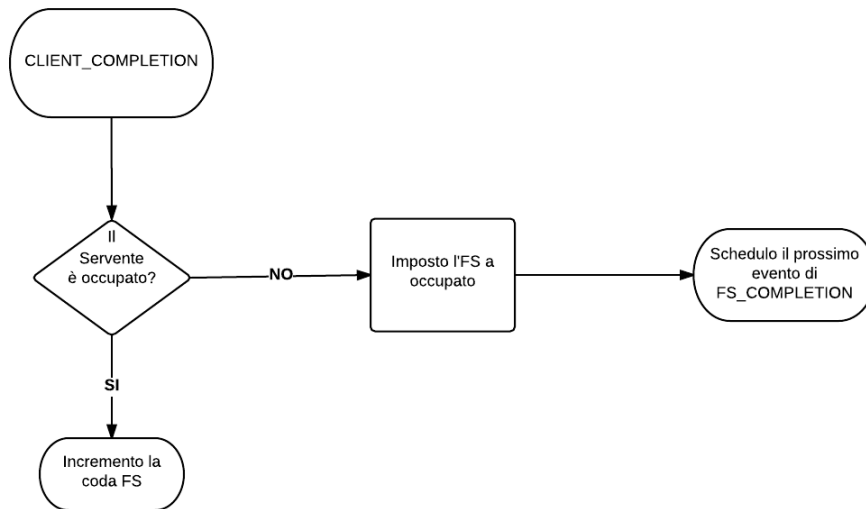 CLIENT_COMPLETION
Il
Servente
è occupato?
NO
Imposto l'FS a
occupato
Schedulo il prossimo
evento di
FS_COMPLETION
SI
Incremento la
coda FS